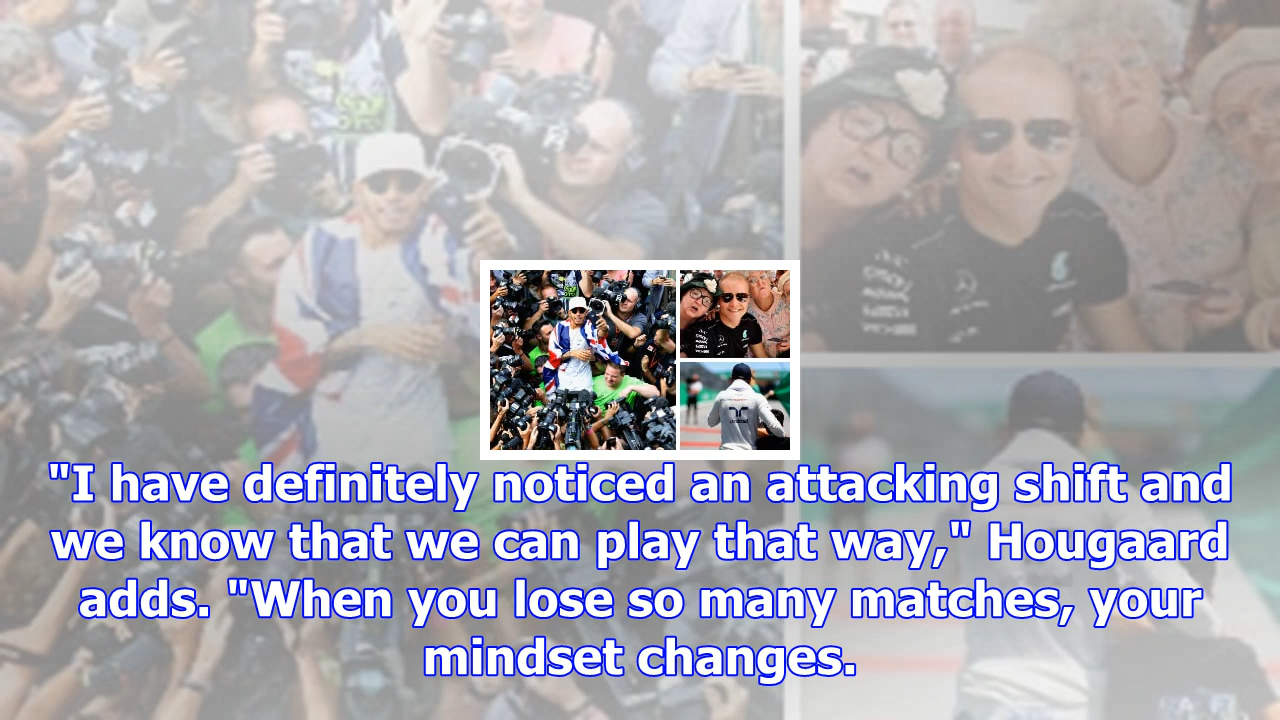 "I have definitely noticed an attacking shift and
we know that we can play that way," Hougaard
adds. "When you lose so many matches, your
mindset changes.